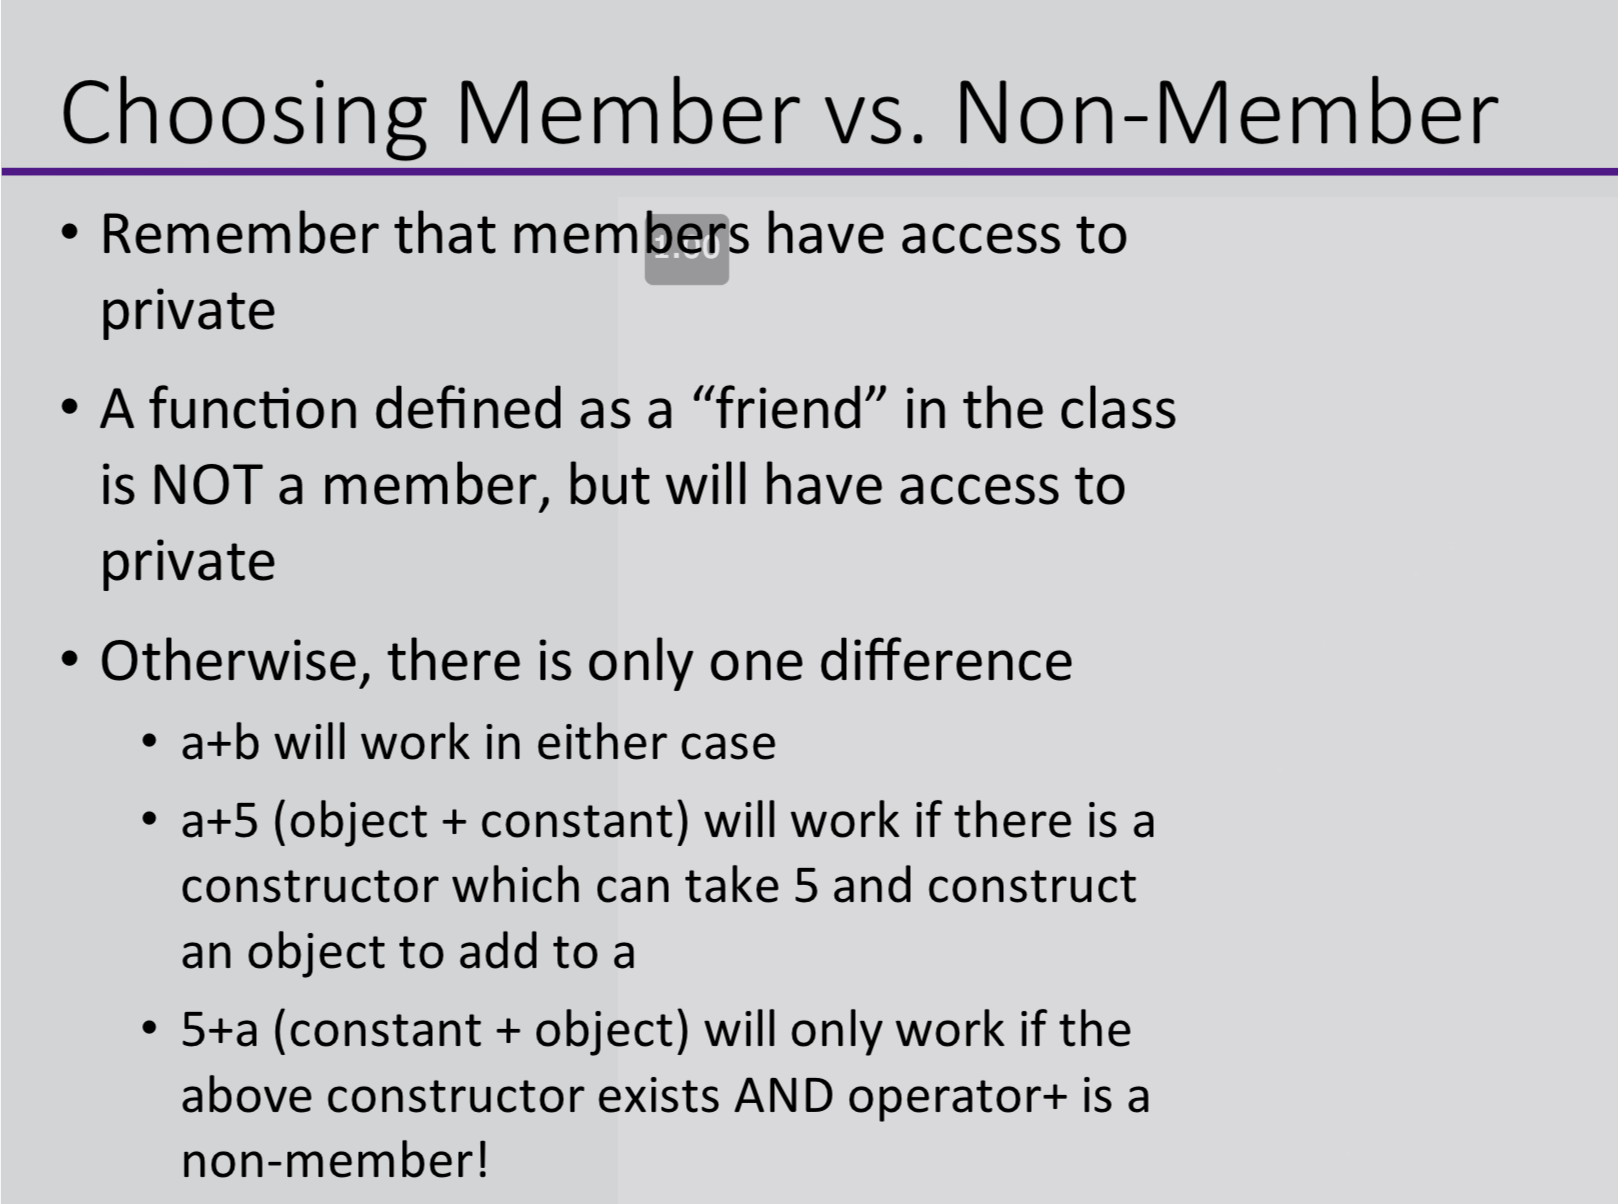 Choosing Member vs. Non-Member
• Remember that members have access to
private
• A function defined as a “friend” in the class
is NOT a member, but will have access to
private
• Otherwise, there is only one difference
• a+b will work in either case
• a+5 (object + constant) will work if there is a
constructor which can take 5 and construct
an object to add to a
• 5+a (constant + object) will only work if the
above constructor exists AND operator+ is a
non-member!